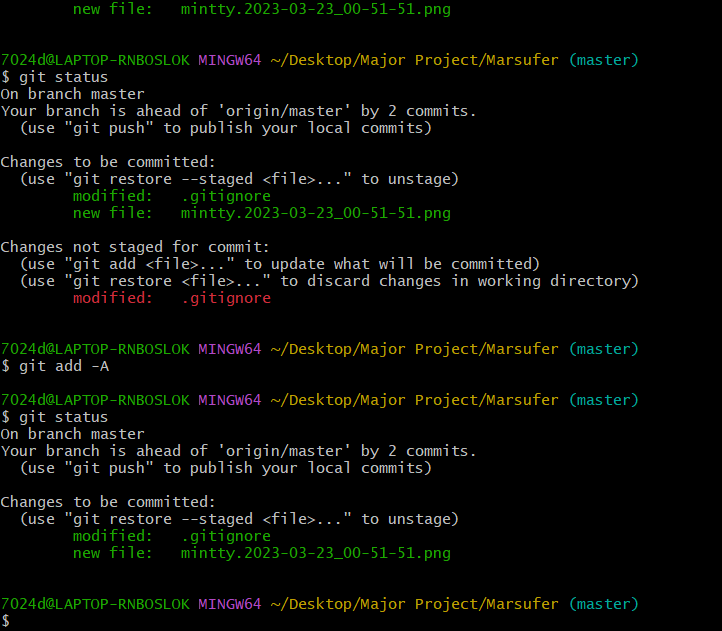 new file:   mintty.2023-03-23_00-51-51.png
7024d@LAPTOP-RNBOSLOK MINGW64 ~/Desktop/Major Project/Marsufer (master)
$ git status
On branch master
Your branch is ahead of 'origin/master' by 2 commits.
  (use "git push" to publish your local commits)
Changes to be committed:
  (use "git restore --staged <file>..." to unstage)
        modified:   .gitignore
        new file:   mintty.2023-03-23_00-51-51.png
Changes not staged for commit:
  (use "git add <file>..." to update what will be committed)
  (use "git restore <file>..." to discard changes in working directory)
        modified:   .gitignore
7024d@LAPTOP-RNBOSLOK MINGW64 ~/Desktop/Major Project/Marsufer (master)
$ git add -A
7024d@LAPTOP-RNBOSLOK MINGW64 ~/Desktop/Major Project/Marsufer (master)
$ git status
On branch master
Your branch is ahead of 'origin/master' by 2 commits.
  (use "git push" to publish your local commits)
Changes to be committed:
  (use "git restore --staged <file>..." to unstage)
        modified:   .gitignore
        new file:   mintty.2023-03-23_00-51-51.png
7024d@LAPTOP-RNBOSLOK MINGW64 ~/Desktop/Major Project/Marsufer (master)
$